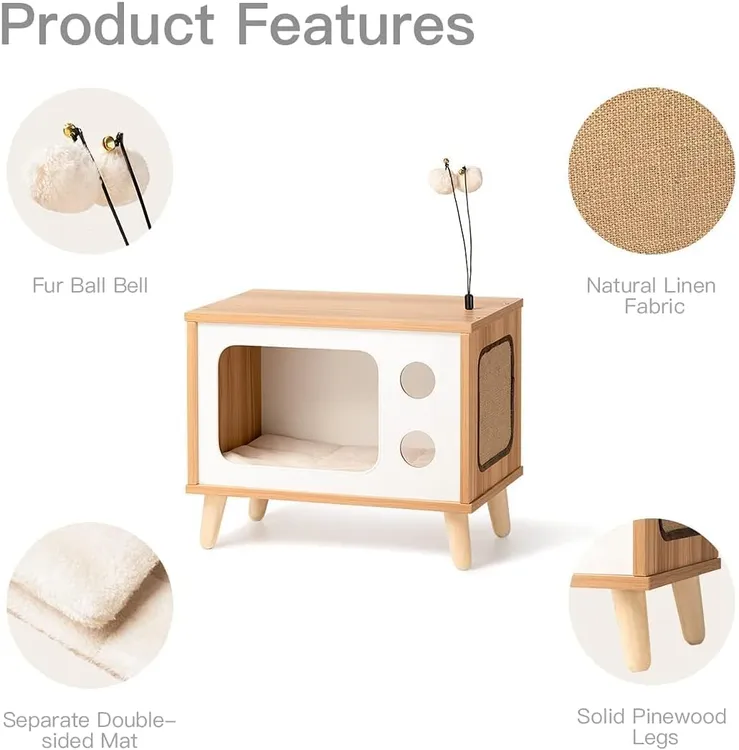 Product Features
Fur Ball Bell
Natural Linen
Fabric
Separate Double-
sided Mat
Solid Pinewood
Legs